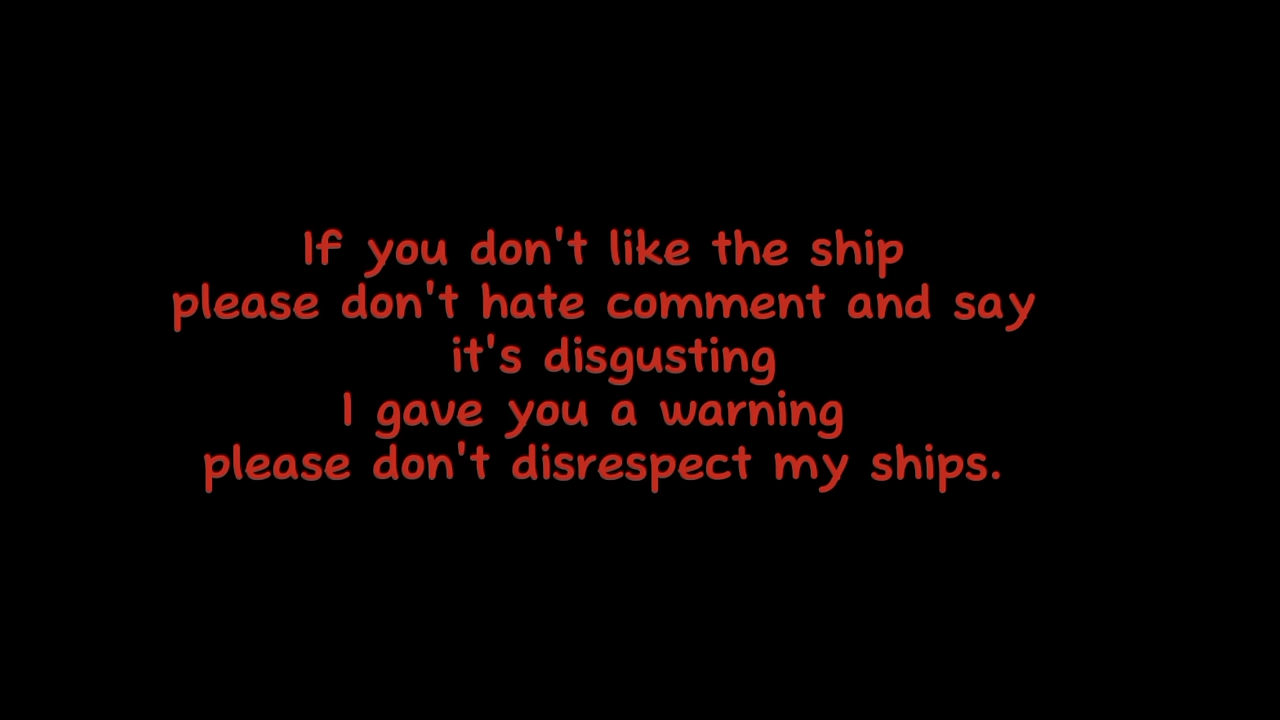 If you don't like the ship
please don't hate comment and say
it's disgusting
I gave you a warning
please don't disrespect my ships.